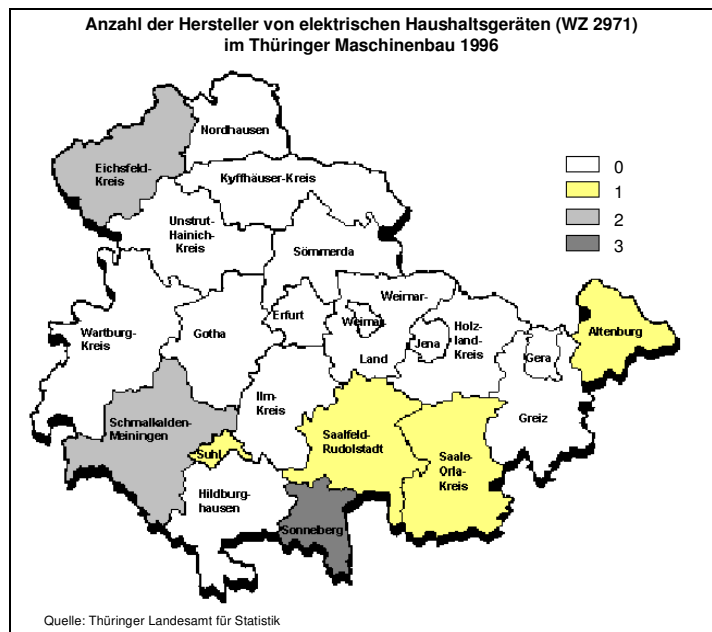 Anzahl der Hersteller von elektrischen Haushaltsgeräten (WZ 2971)
im Thüringer Maschinenbau 1996
Nordhausen
Eichsfeld-
Kreis
Kyffhäuser-Kreis
0
1
2
3
Unstrut-
Hainich-
Kreis
Sömmerda
Weimar-
Land
Wartburg-
Kreis
Gotha
Erfurt
Weimar
Jena
Holz-
land-
Kreis
Gera
Altenburg
Ilm-
Kreis
Schmalkalden-
Meiningen
Suhl
Saalfeld-
Rudolstadt
Saale-
Orla-
Kreis
Greiz
Hildburg-
hausen
Sonneberg
Quelle: Thüringer Landesamt für Statistik